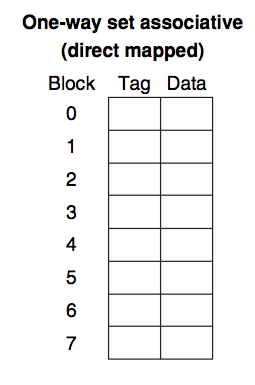 One-way set associative
(direct mapped)
Block Tag Data
0
1
2
3
4
5
6
7